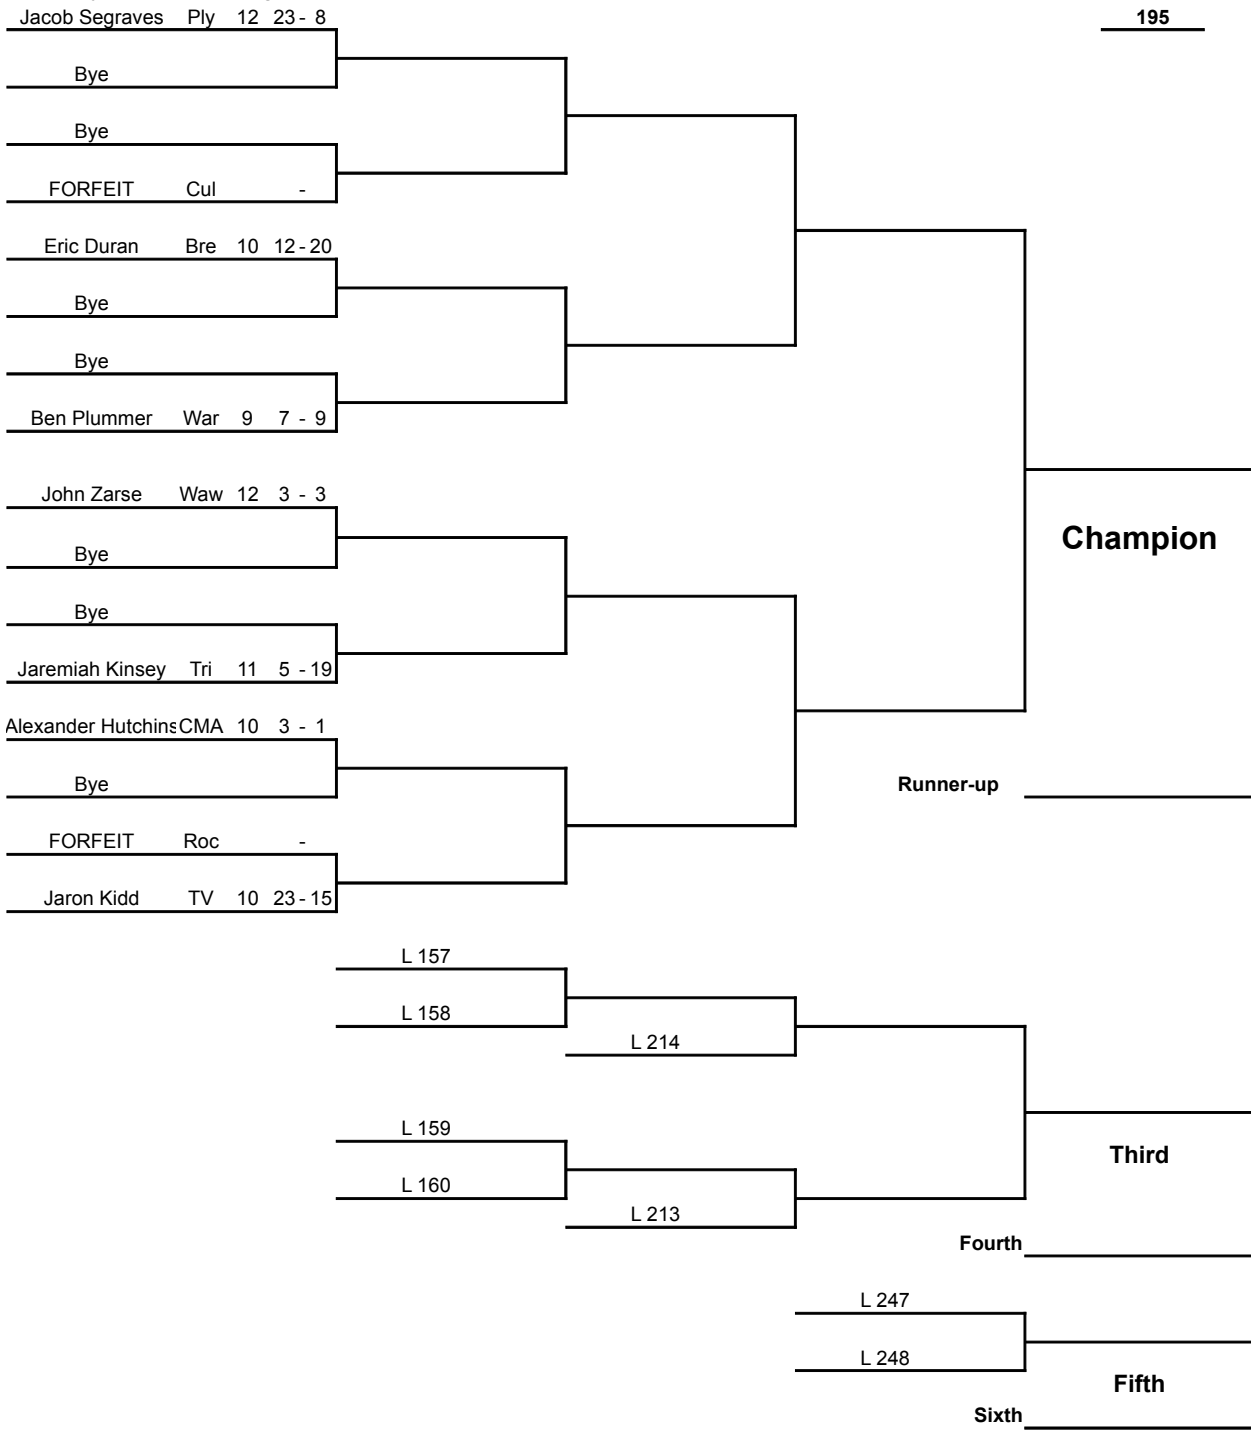 Jacob Segraves Ply 12 23 - 8
195
Bye
Bye
FORFEIT Cul -
Eric Duran Bre 10 12 - 20
Bye
Bye
Ben Plummer War 9 7 - 9
John Zarse Waw 12 3 - 3
Champion
Bye
Bye
Jaremiah Kinsey Tri 11 5 - 19
Alexander Hutchins CMA 10 3 - 1
Bye
Runner-up
FORFEIT Roc -
Jaron Kidd TV 10 23 - 15
L 157
L 158
L 214
L 159
Third
L 160
L 213
Fourth
L 247
L 248
Fifth
Sixth